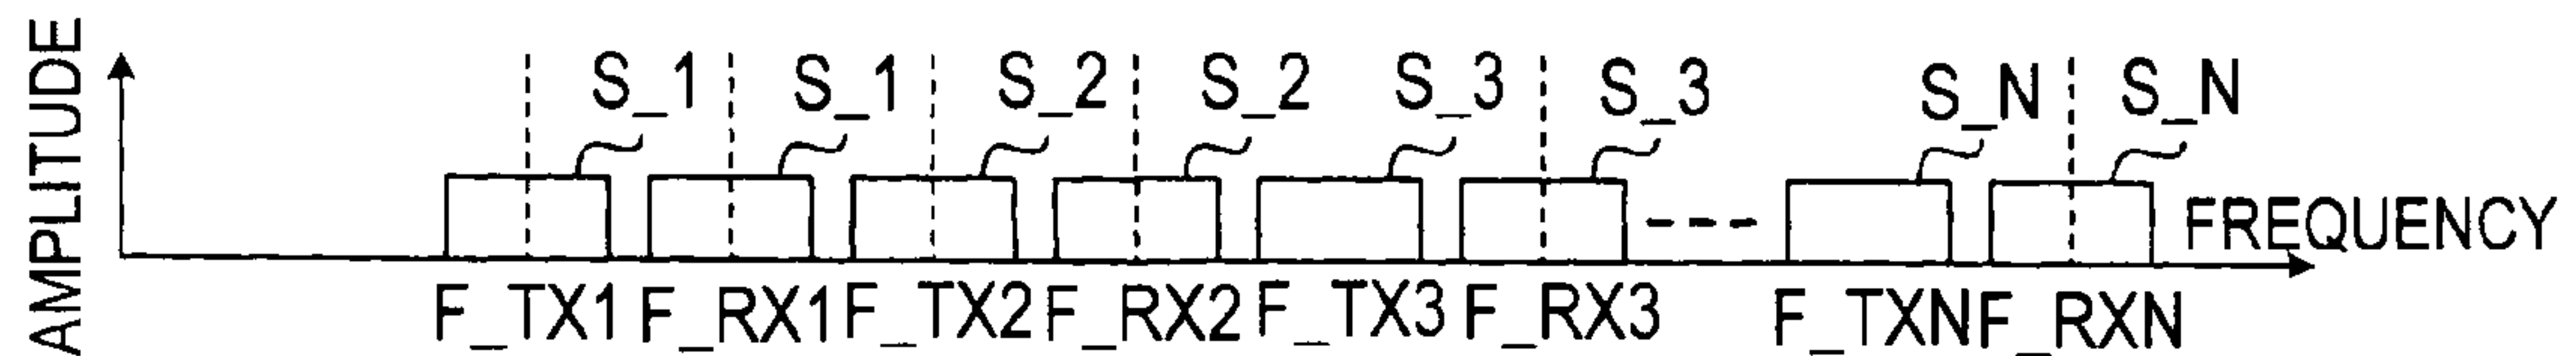 AMPLITUDE
S_1 S_1 S_2 S_2 S_3 S_3 S_N S_N
FREQUENCY
F_TX1 F_RX1 F_TX2 F_RX2 F_TX3 F_RX3 F_TXN F_RXN